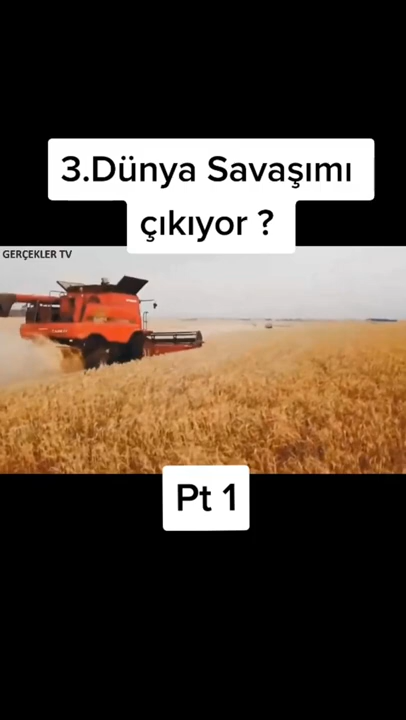 3.Dünya Savaşımı
çıkıyor ?
GERÇEKLER TV
Pt 1